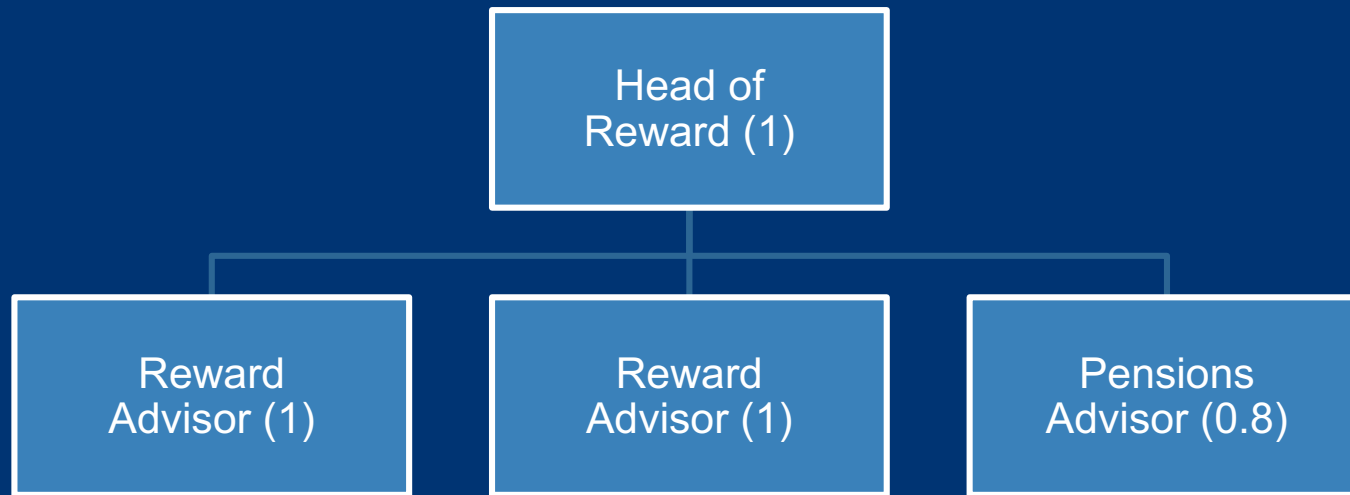 Head of
Reward (1)
Reward
Advisor (1)
Reward
Advisor (1)
Pensions
Advisor (0.8)